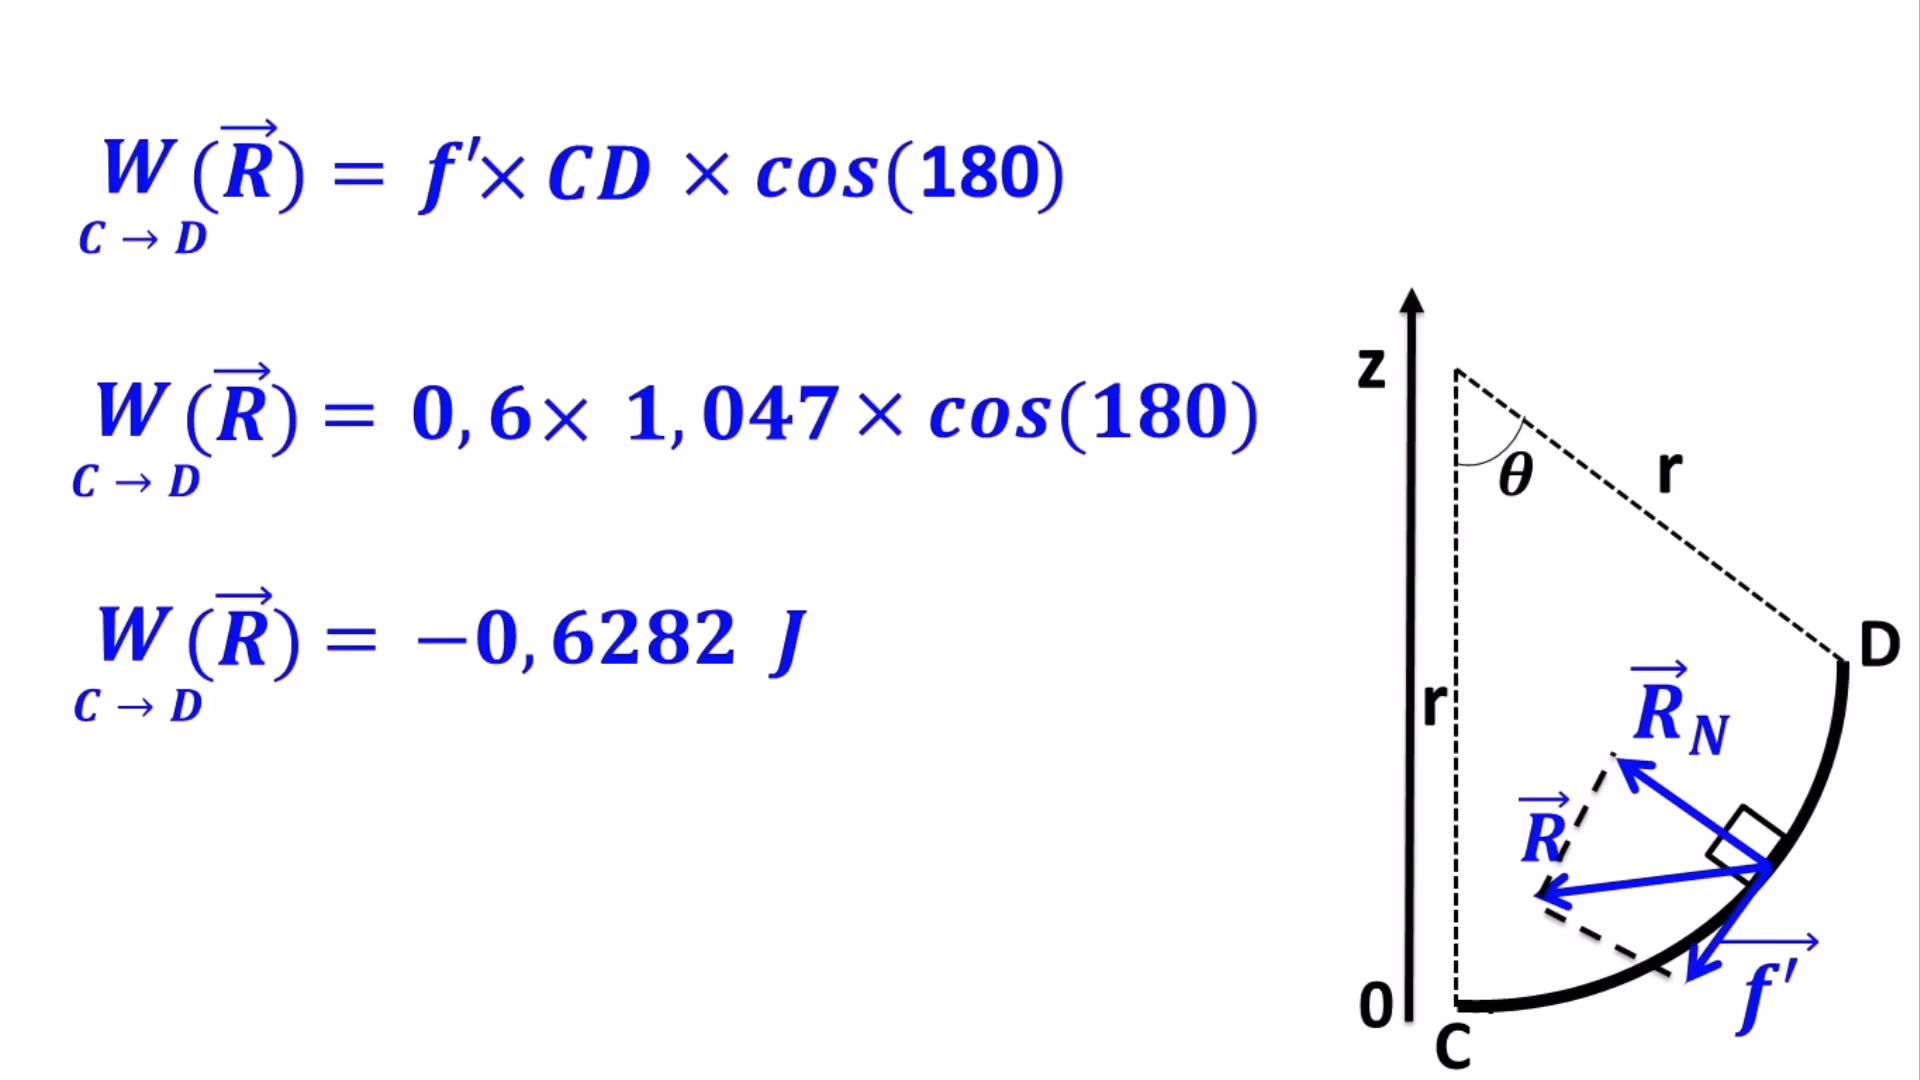 W(R⃗) = f′× CD × cos(180)
C → D
W(R⃗) = 0,6× 1,047× cos(180)
C → D
W(R⃗) = −0,6282 J
C → D
z
θ
r
D
r
R⃗N
R⃗
f′⃗
0
C